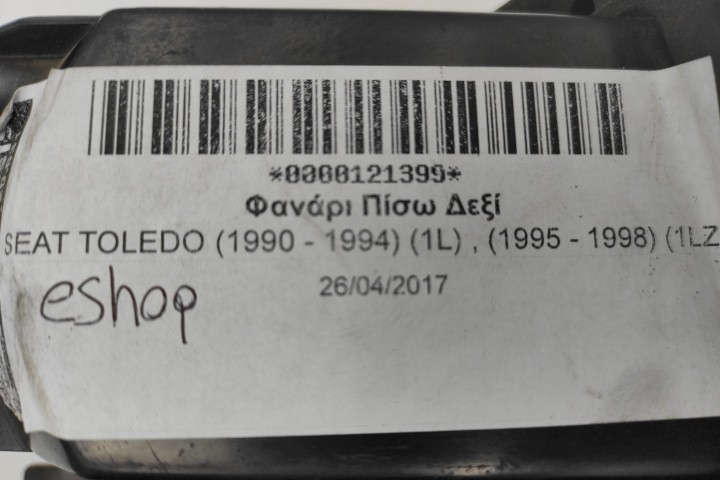 *0000121399*
Φανάρι Πίσω Δεξί
SEAT TOLEDO (1990 - 1994) (1L) , (1995 - 1998) (1LZ
26/04/2017
eshop